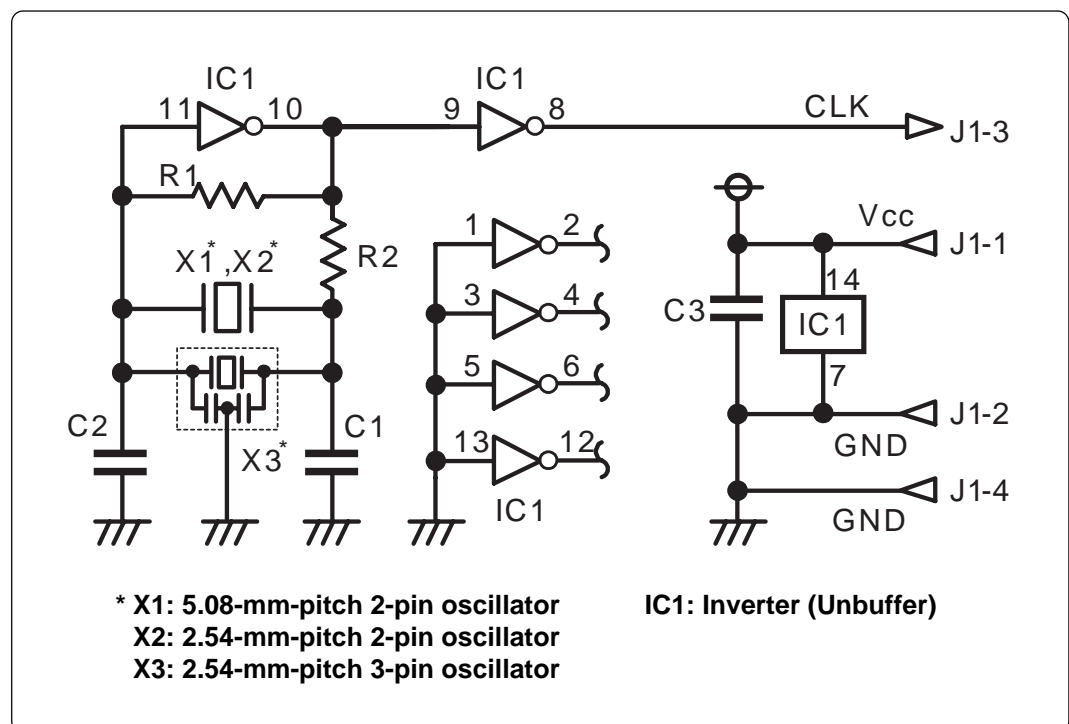 IC1 IC1
11 10 9 8 CLK J1-3
R1
1 2 Vcc J1-1
X1*,X2* R2
3 4 C3 14
IC1
5 6 7
C2 C1 J1-2
X3* 13 12 GND
IC1 J1-4
GND
* X1: 5.08-mm-pitch 2-pin oscillator IC1: Inverter (Unbuffer)
X2: 2.54-mm-pitch 2-pin oscillator
X3: 2.54-mm-pitch 3-pin oscillator